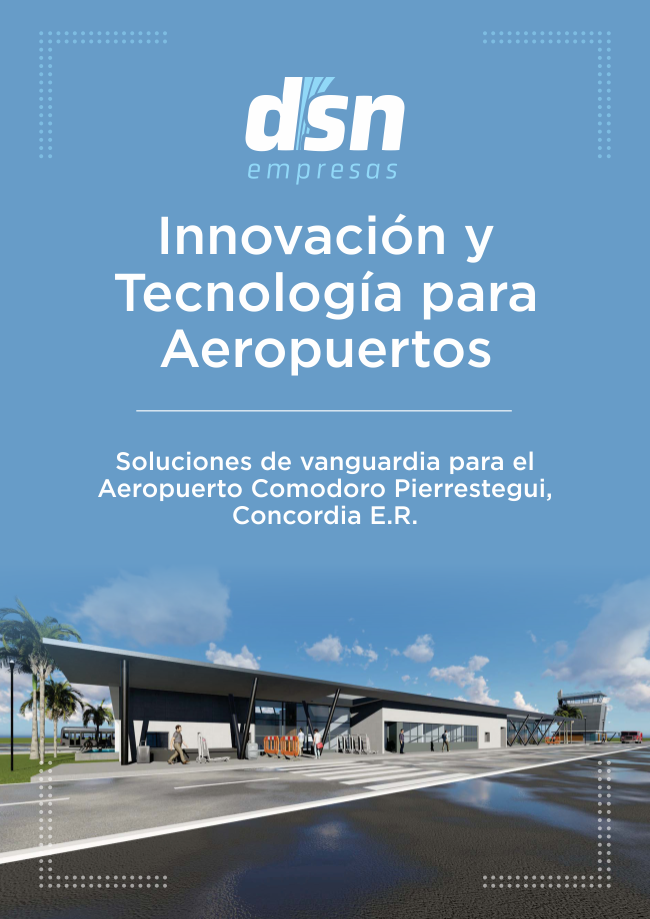 dsn
empresas
Innovación y
Tecnología para
Aeropuertos
Soluciones de vanguardia para el
Aeropuerto Comodoro Pierrestegui,
Concordia E.R.